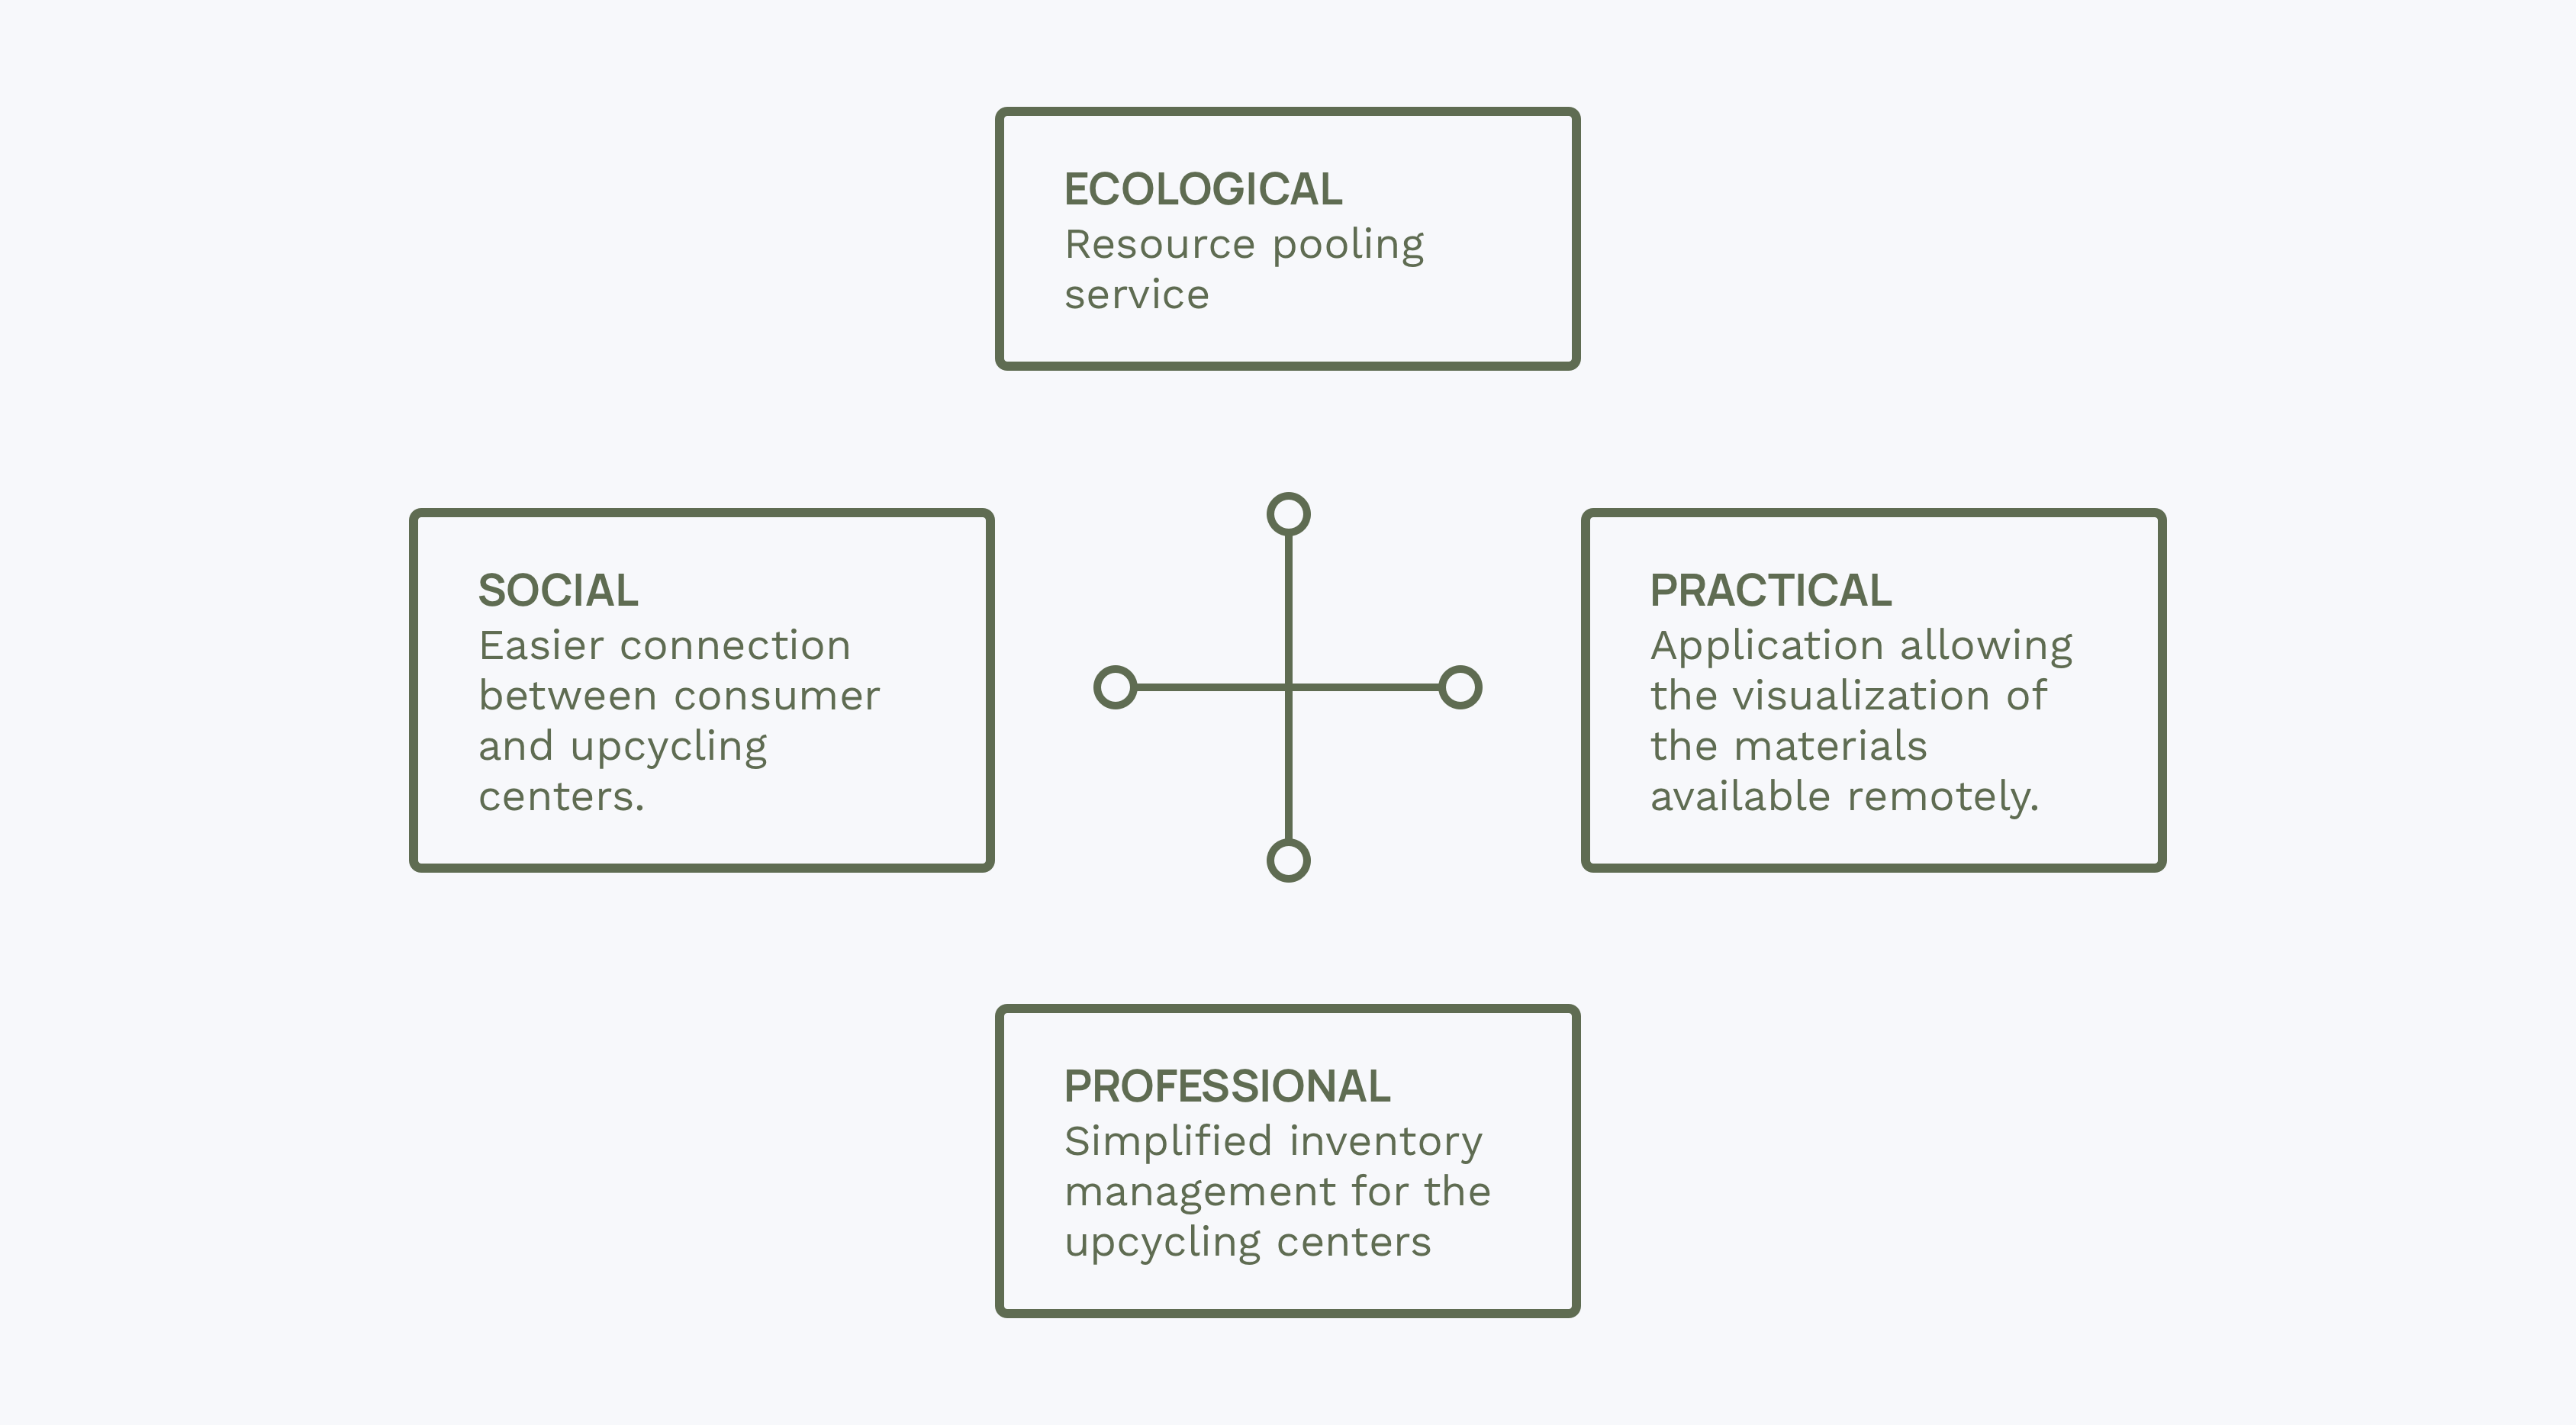 ECOLOGICAL
Resource pooling
service
SOCIAL
Easier connection
between consumer
and upcycling
centers.
PRACTICAL
Application allowing
the visualization of
the materials
available remotely.
PROFESSIONAL
Simplified inventory
management for the
upcycling centers